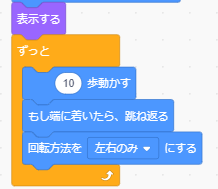 表示する
ずっと
10 歩動かす
もし端に着いたら、跳ね返る
回転方法を 左右のみ にする